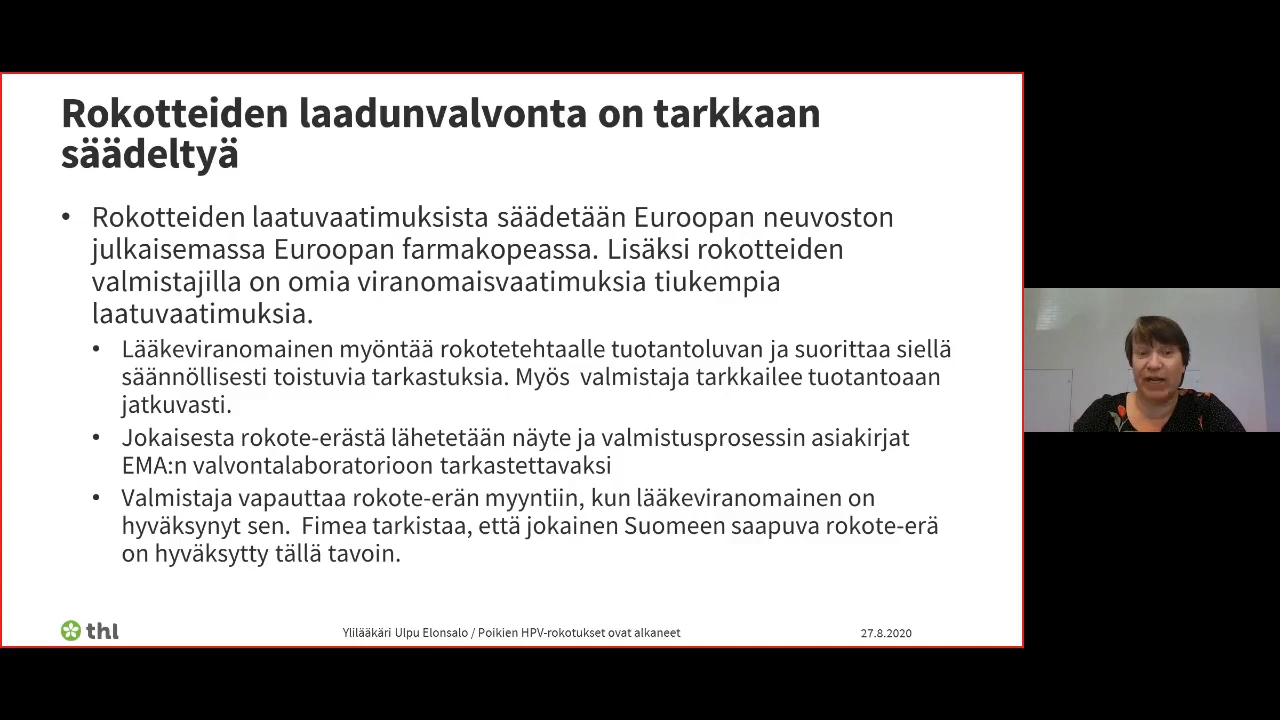 Rokotteiden laadunvalvonta on tarkkaan
säädeltyä
• Rokotteiden laatuvaatimuksista säädetään Euroopan neuvoston
julkaisemassa Euroopan farmakopeassa. Lisäksi rokotteiden
valmistajilla on omia viranomaisvaatimuksia tiukempia
laatuvaatimuksia.
• Lääkeviranomainen myöntää rokotetehtaalle tuotantoluvan ja suorittaa siellä
säännöllisesti toistuvia tarkastuksia. Myös valmistaja tarkkailee tuotantoaan
jatkuvasti.
• Jokaisesta rokote-erästä lähetetään näyte ja valmistusprosessin asiakirjat
EMA:n valvontalaboratorioon tarkastettavaksi
• Valmistaja vapauttaa rokote-erän myyntiin, kun lääkeviranomainen on
hyväksynyt sen. Fimea tarkistaa, että jokainen Suomeen saapuva rokote-erä
on hyväksytty tällä tavoin.
thl
Ylilääkäri Ulpu Elonsalo / Poikien HPV-rokotukset ovat alkaneet
27.8.2020